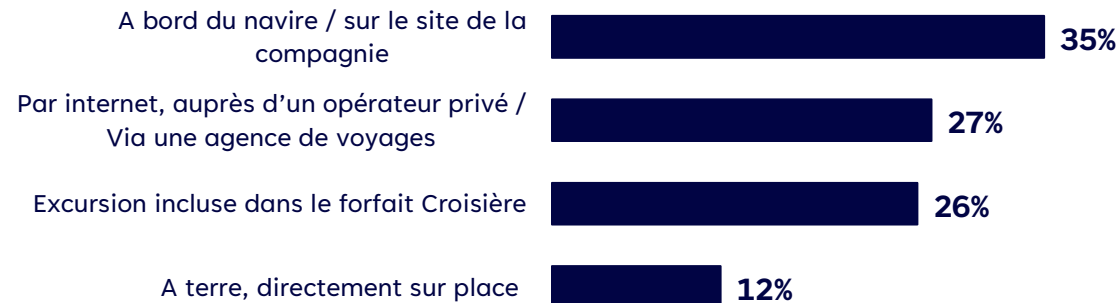 A bord du navire / sur le site de la
compagnie
35%
Par internet, auprès d’un opérateur privé /
Via une agence de voyages
27%
Excursion incluse dans le forfait Croisière
26%
A terre, directement sur place
12%